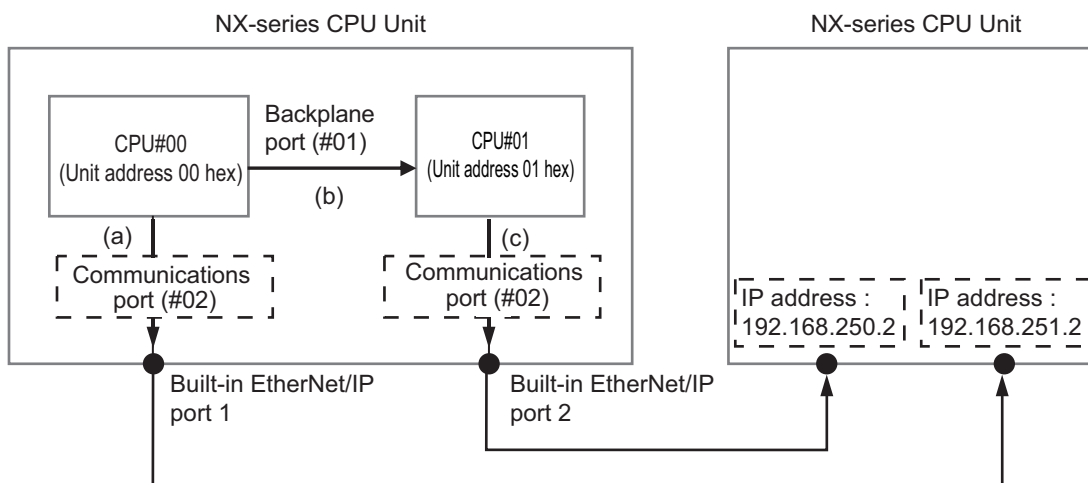 NX-series CPU Unit
NX-series CPU Unit
CPU#00
(Unit address 00 hex)
Backplane
port (#01)
(b)
CPU#01
(Unit address 01 hex)
(a)
Communications
port (#02)
(c)
Communications
port (#02)
IP address :
192.168.250.2
IP address :
192.168.251.2
Built-in EtherNet/IP
port 1
Built-in EtherNet/IP
port 2